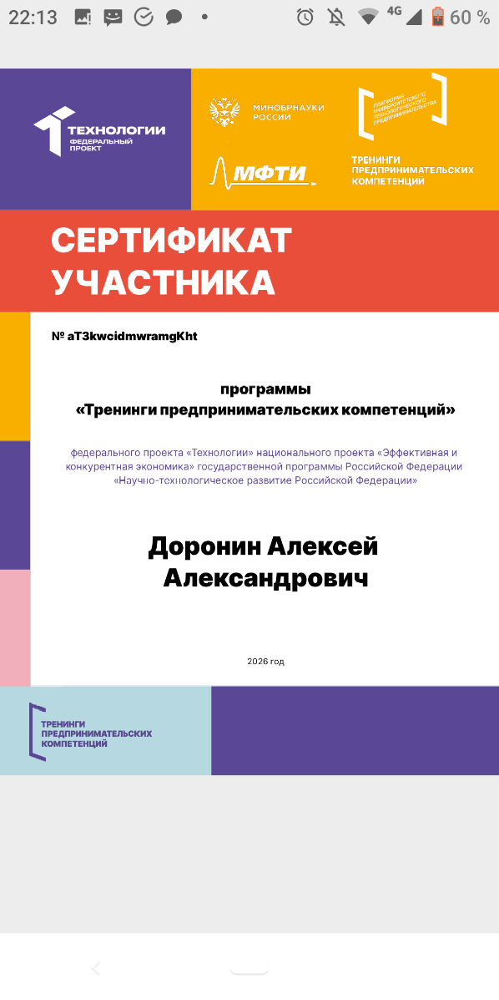 22:13
4G
60 %
ТЕХНОЛОГИИ
ФЕДЕРАЛЬНЫЙ
ПРОЕКТ
МИНОБРНАУКИ
РОССИИ
МФТИ
ПЛАТФОРМА
УНИВЕРСИТЕТСКОГО
ТЕХНОЛОГИЧЕСКОГО
ПРЕДПРИНИМАТЕЛЬСТВА
ТРЕНИНГИ
ПРЕДПРИНИМАТЕЛЬСКИХ
КОМПЕТЕНЦИЙ
СЕРТИФИКАТ
УЧАСТНИКА
№ aT3kwcidmwramgKht
программы
«Тренинги предпринимательских компетенций»
федерального проекта «Технологии» национального проекта «Эффективная и
конкурентная экономика» государственной программы Российской Федерации
«Научно-технологическое развитие Российской Федерации»
Доронин Алексей
Александрович
2026 год
ТРЕНИНГИ
ПРЕДПРИНИМАТЕЛЬСКИХ
КОМПЕТЕНЦИЙ